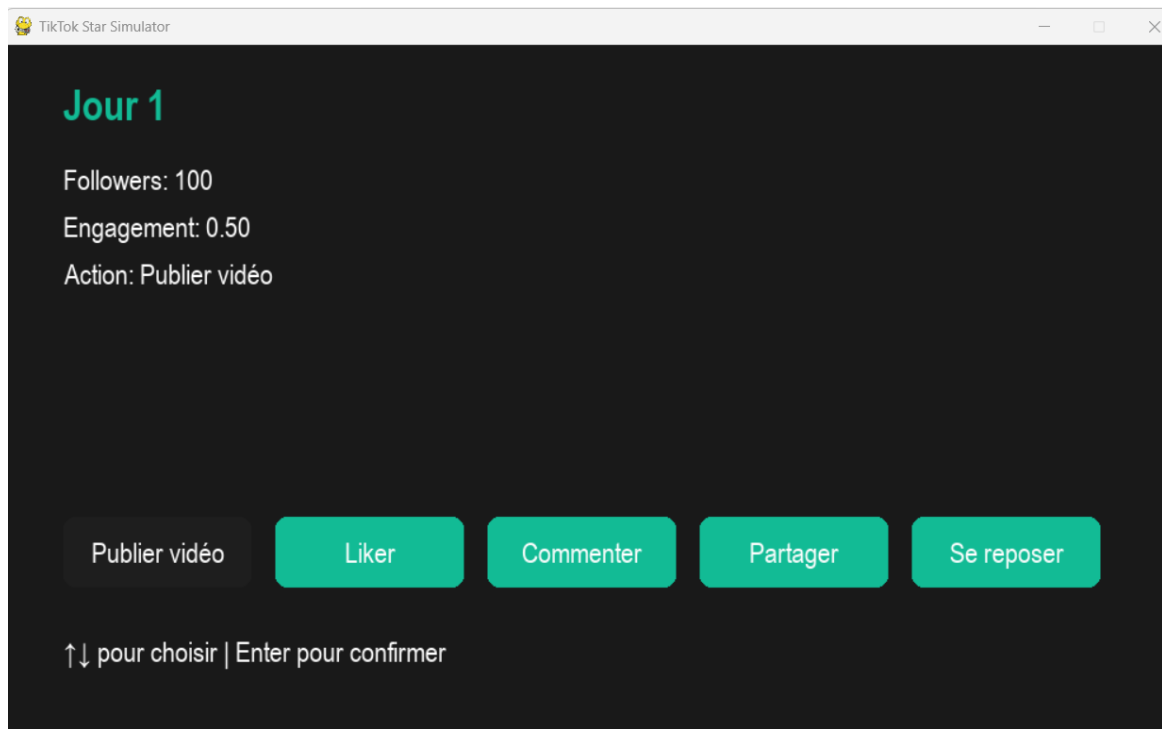 TikTok Star Simulator
Jour 1
Followers: 100
Engagement: 0.50
Action: Publier vidéo
Publier vidéo Liker Commenter Partager Se reposer
↑↓ pour choisir | Enter pour confirmer